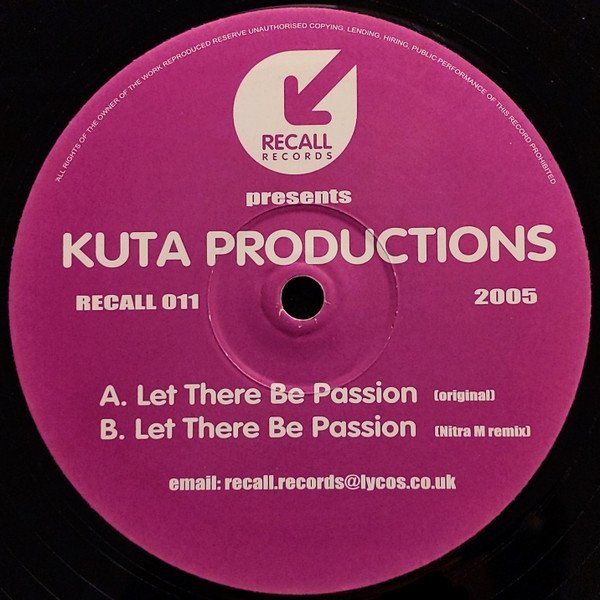 ALL RIGHTS OF THE OWNER OF THE WORK REPRODUCED RESERVE UNAUTHORISED COPYING, LENDING, HIRING, PUBLIC PERFORMANCE OF THIS RECORD PROHIBITED
RECALL
RECORDS
presents
KUTA PRODUCTIONS
RECALL 011 2005
A. Let There Be Passion (original)
B. Let There Be Passion (Nitra M remix)
email: recall.records@lycos.co.uk